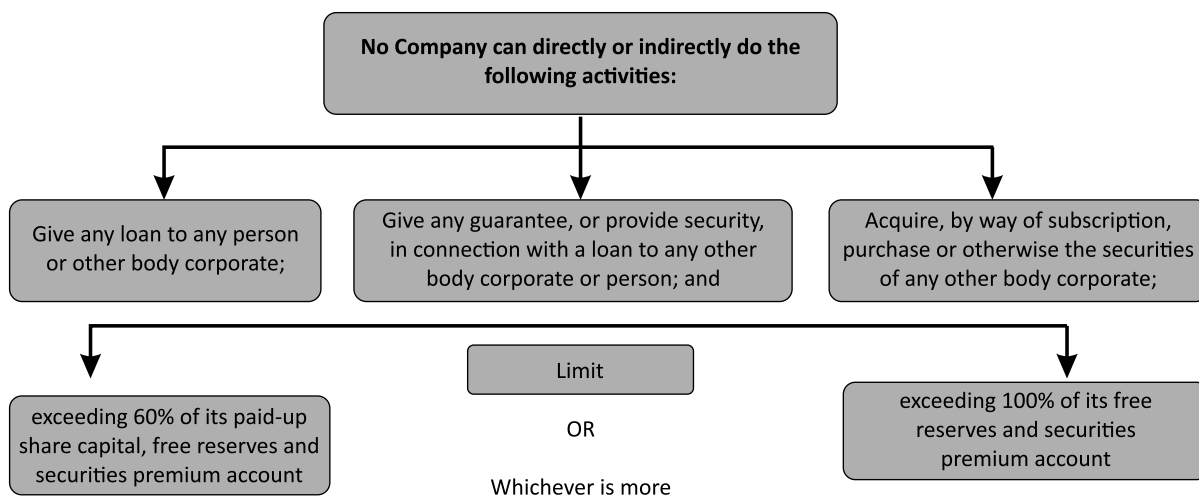 No Company can directly or indirectly do the
following activities:
Give any loan to any person
or other body corporate;
Give any guarantee, or provide security,
in connection with a loan to any other
body corporate or person; and
Acquire, by way of subscription,
purchase or otherwise the securities
of any other body corporate;
Limit
exceeding 60% of its paid-up
share capital, free reserves and
securities premium account
OR
exceeding 100% of its free
reserves and securities
premium account
Whichever is more